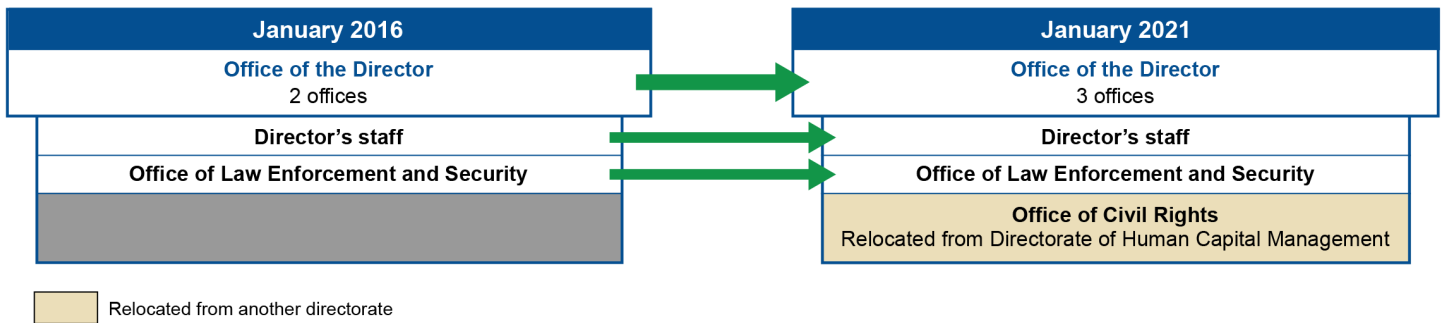 January 2016
Office of the Director
2 offices
Director's staff
Office of Law Enforcement and Security
January 2021
Office of the Director
3 offices
Director's staff
Office of Law Enforcement and Security
Office of Civil Rights
Relocated from Directorate of Human Capital Management
Relocated from another directorate